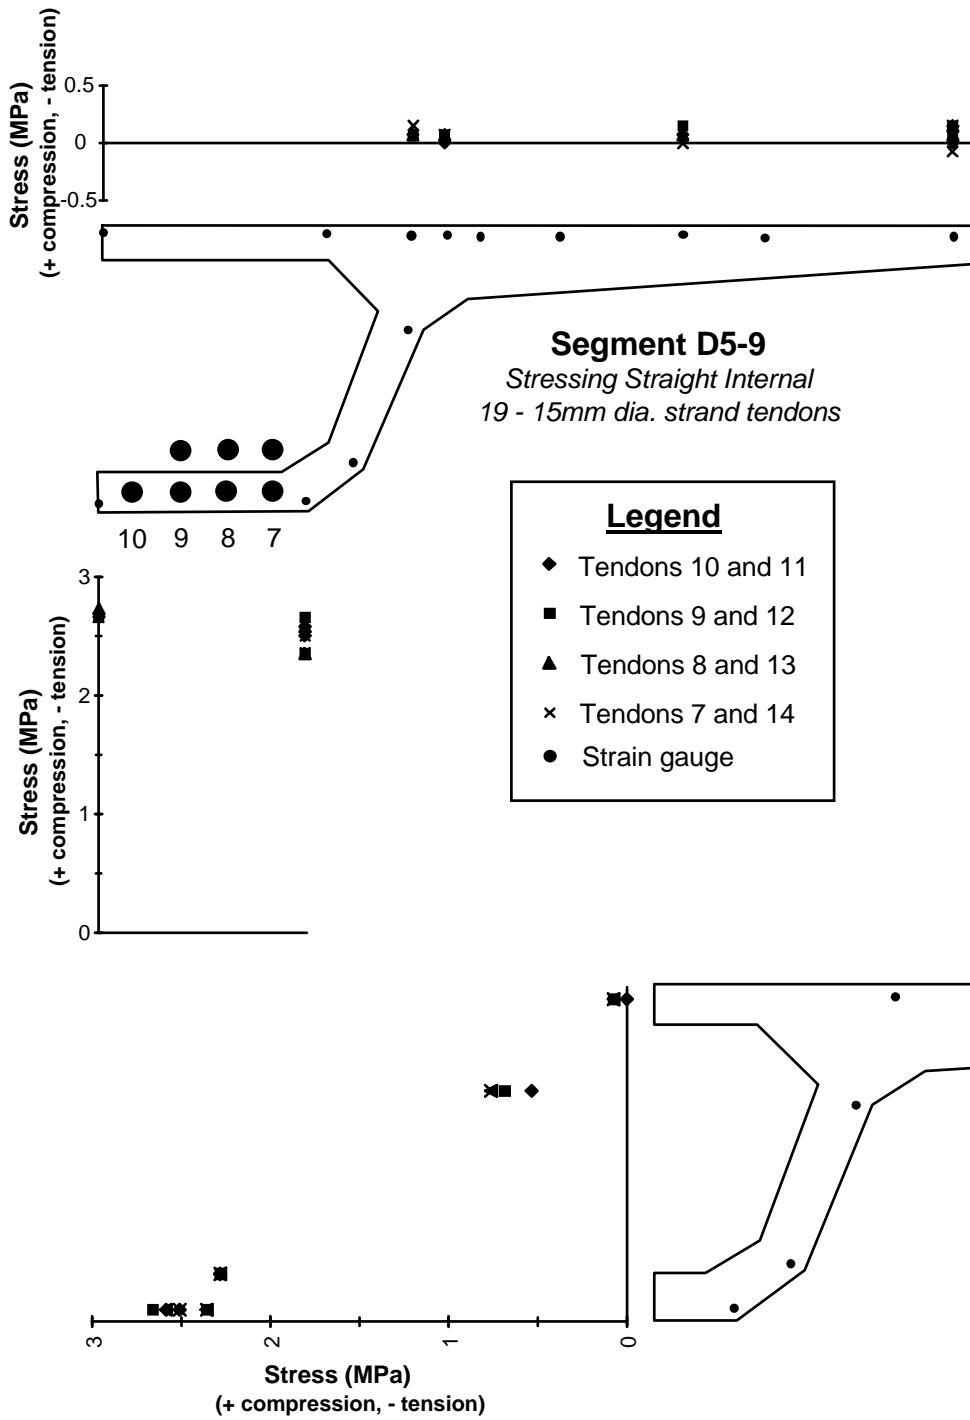 Stress (MPa)
(+ compression, - tension)
0.5
0
-0.5
Segment D5-9
Stressing Straight Internal
19 - 15mm dia. strand tendons
10 9 8 7
Legend
Tendons 10 and 11
Tendons 9 and 12
Tendons 8 and 13
Tendons 7 and 14
Strain gauge
Stress (MPa)
(+ compression, - tension)
3
2
1
0
3 2 1 0
Stress (MPa)
(+ compression, - tension)